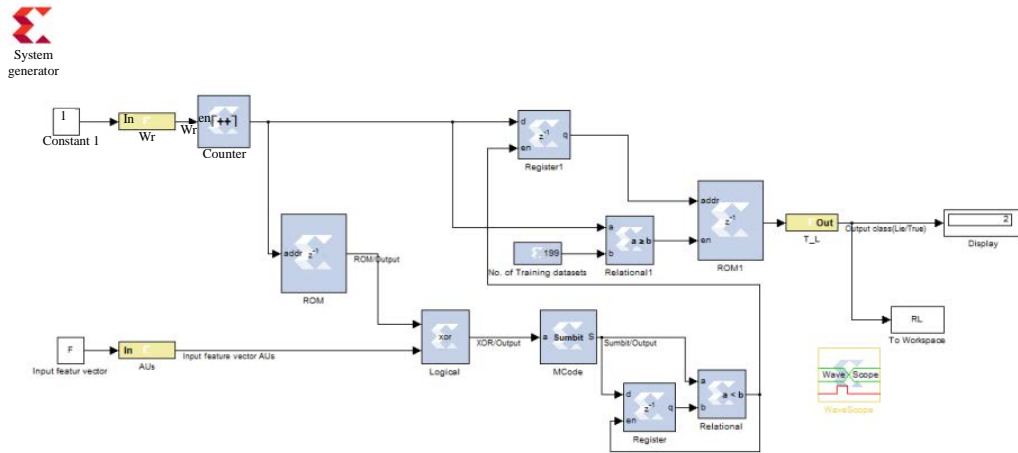 System
generator
1
Constant 1
In
Wr
Wr
en
[++]
Counter
d
en
z-1
q
Register1
addr
z-1
ROM
ROM/Output
199
No. of Training datasets
a
b
a ≥ b
Relational1
addr
en
z-1
ROM1
Out
T_L
Output class(Lie/True)
2
Display
RL
To Workspace
F
Input featur vector
In
AUs
Input feature vector AUs
xor
Logical
XOR/Output
a
Sumbit
S
MCode
Sumbit/Output
d
en
z-1
q
Register
a
b
a < b
Relational
Wave Scope
WaveScope